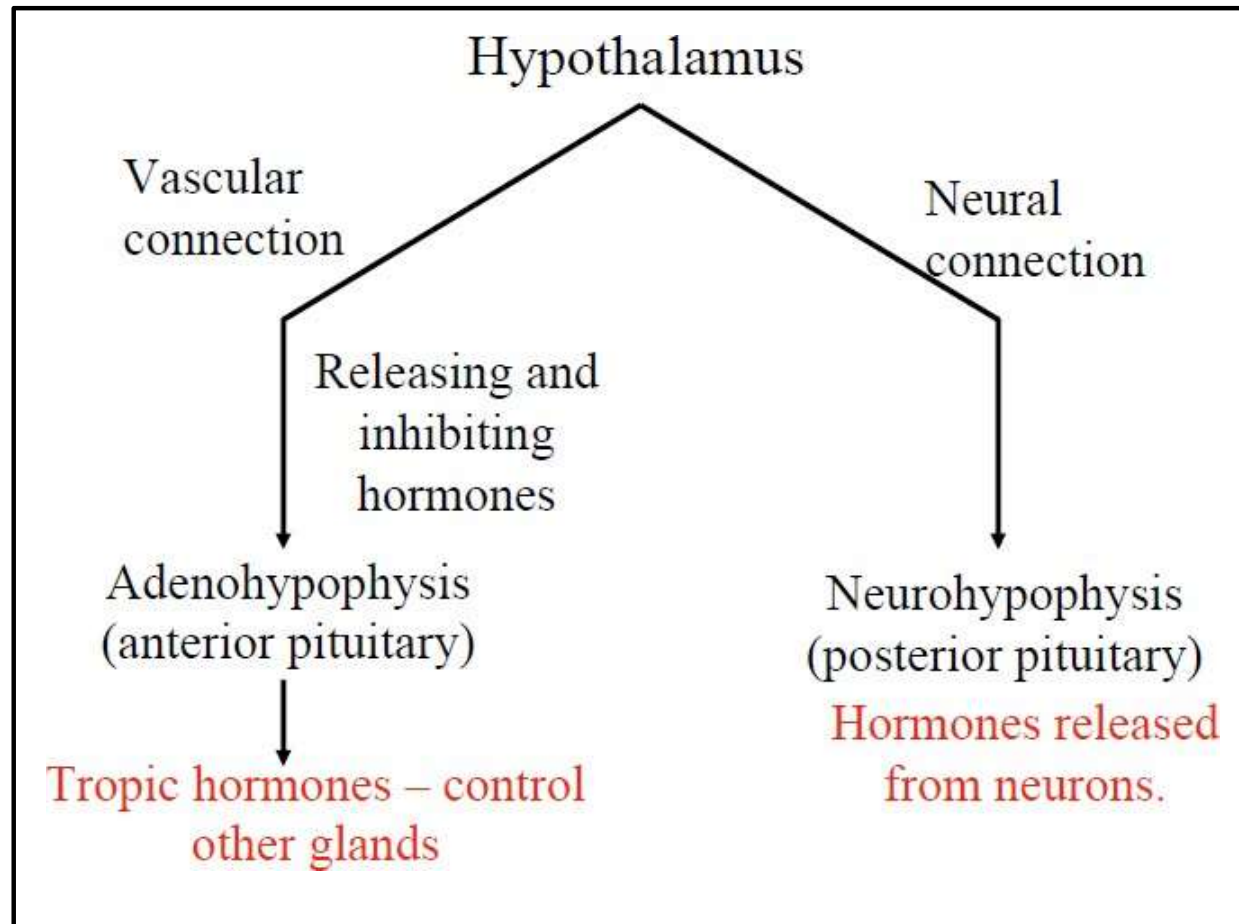 Hypothalamus
Vascular
connection
Neural
connection
Releasing and
inhibiting
hormones
Adenohypophysis
(anterior pituitary)
Neurohypophysis
(posterior pituitary)
Hormones released
from neurons.
Tropic hormones – control
other glands